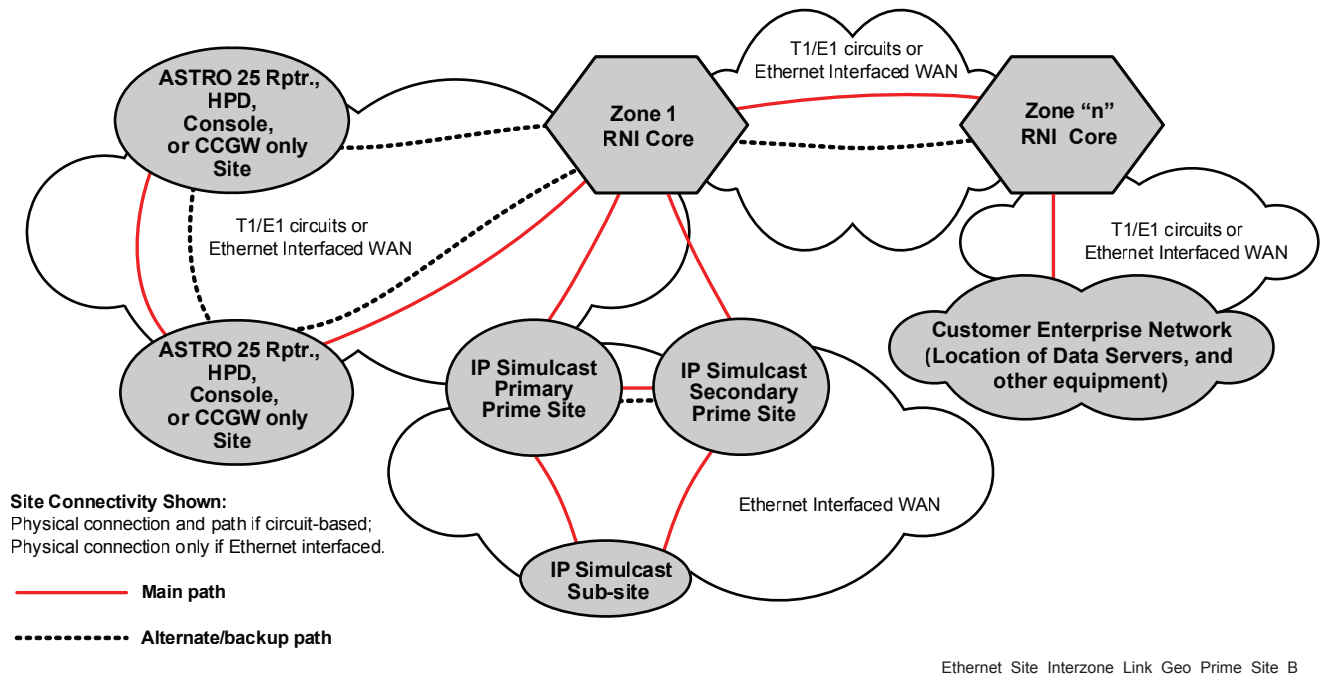 T1/E1 circuits or
Ethernet Interfaced WAN
ASTRO 25 Rptr.,
HPD,
Console,
or CCGW only
Site
Zone 1
RNI Core
Zone “n”
RNI Core
T1/E1 circuits or
Ethernet Interfaced WAN
T1/E1 circuits or
Ethernet Interfaced WAN
ASTRO 25 Rptr.,
HPD,
Console,
or CCGW only
Site
IP Simulcast
Primary
Prime Site
IP Simulcast
Secondary
Prime Site
Customer Enterprise Network
(Location of Data Servers, and
other equipment)
Ethernet Interfaced WAN
IP Simulcast
Sub-site
Site Connectivity Shown:
Physical connection and path if circuit-based;
Physical connection only if Ethernet interfaced.
Main path
Alternate/backup path
Ethernet Site Interzone Link Geo Prime Site B